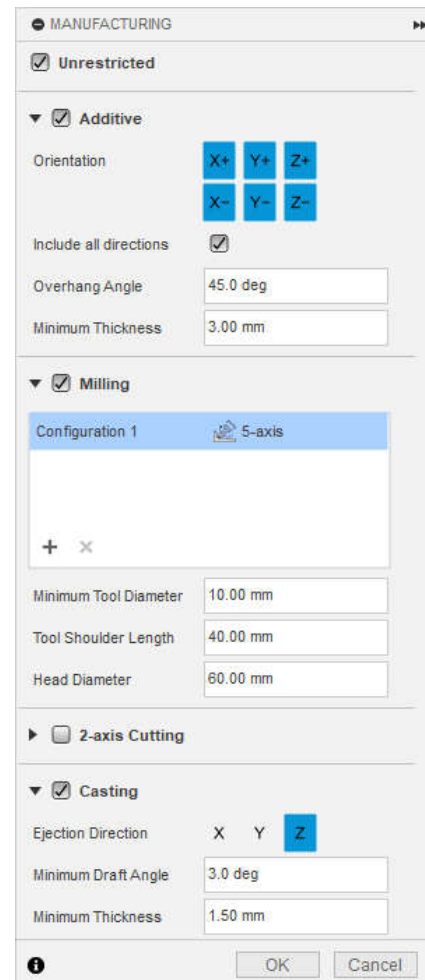 MANUFACTURING
Unrestricted
Additive
Orientation X+ Y+ Z+
X- Y- Z-
Include all directions
Overhang Angle 45.0 deg
Minimum Thickness 3.00 mm
Milling
Configuration 1 5-axis
Minimum Tool Diameter 10.00 mm
Tool Shoulder Length 40.00 mm
Head Diameter 60.00 mm
2-axis Cutting
Casting
Ejection Direction X Y Z
Minimum Draft Angle 3.0 deg
Minimum Thickness 1.50 mm
OK Cancel